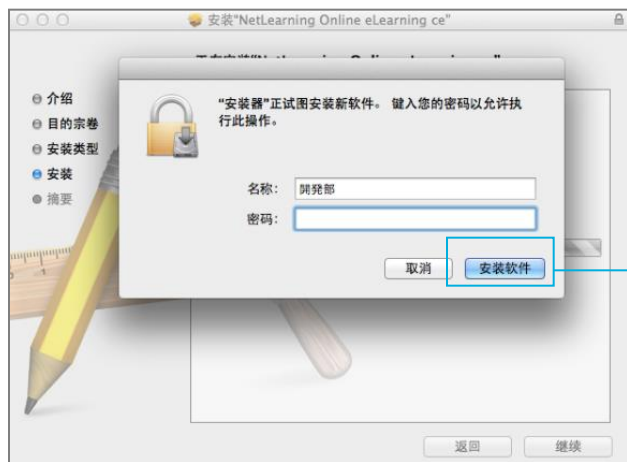 安装“NetLearning Online eLearning ce”
介绍
目的宗卷
安装类型
安装
摘要
“安装器”正试图安装新软件。 键入您的密码以允许执
行此操作。
名称：
開発部
密码：
取消
安装软件
返回
继续